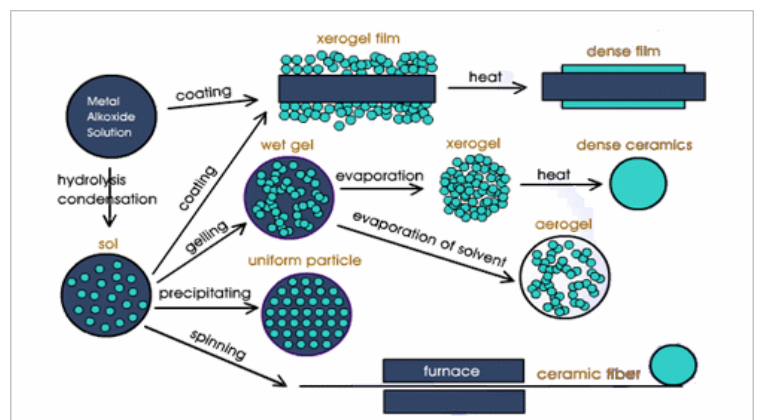 xerogel film
dense film
Metal
Alkoxide
Solution
coating
heat
hydrolysis
condensation
coating
wet gel
evaporation
xerogel
heat
dense ceramics
sol
gelling
evaporation of solvent
aerogel
uniform particle
precipitating
spinning
furnace
ceramic fiber